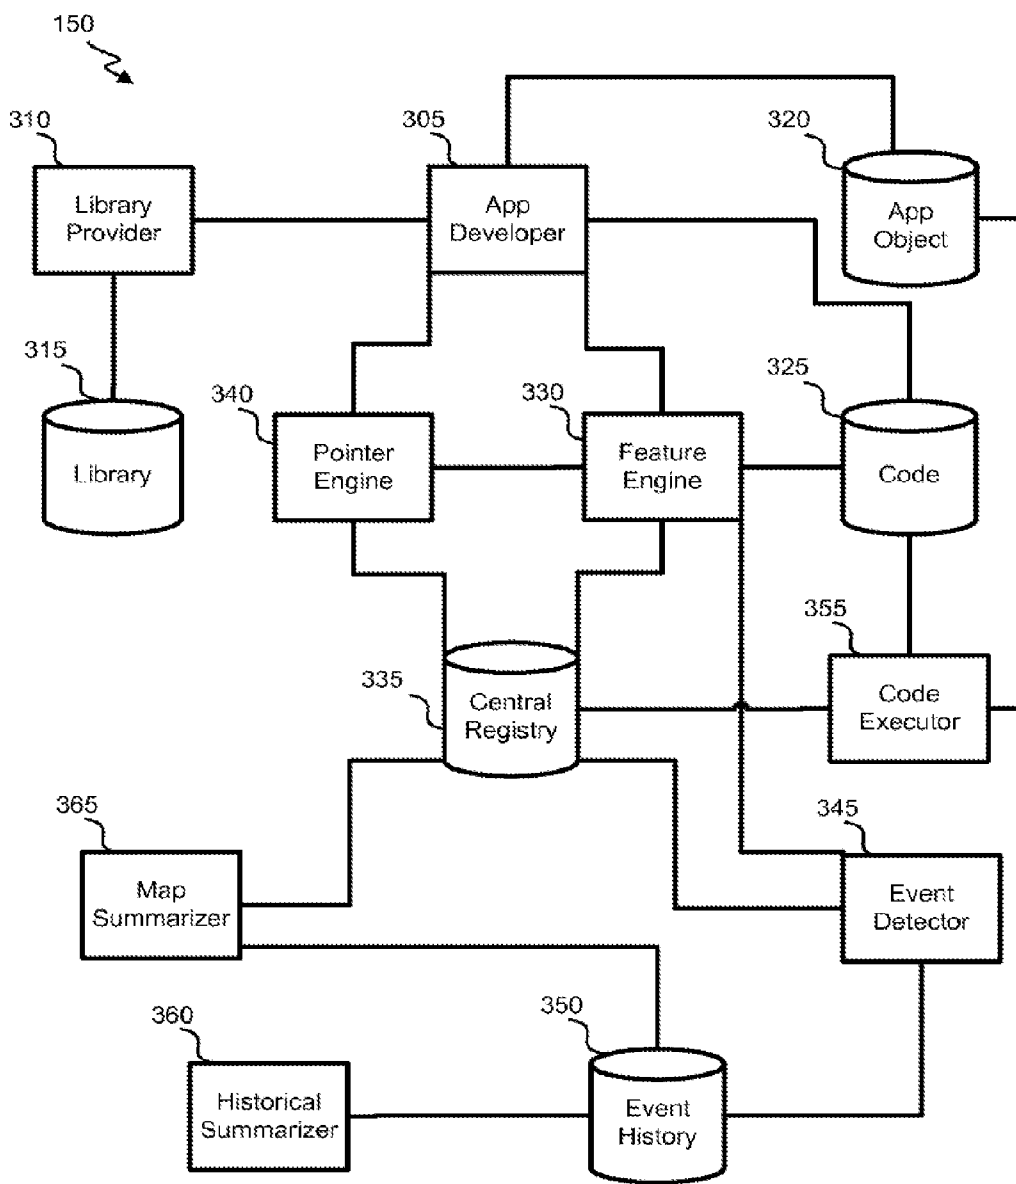 150
310
305
320
Library
Provider
App
Developer
App
Object
315
340
330
325
Library
Pointer
Engine
Feature
Engine
Code
355
335
Central
Registry
Code
Executor
365
345
Map
Summarizer
Event
Detector
360
350
Historical
Summarizer
Event
History